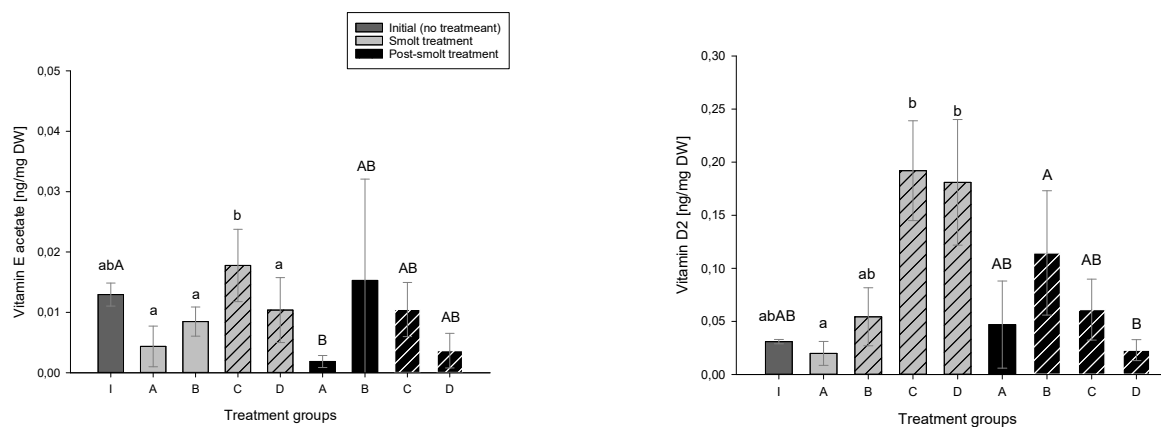 Initial (no treatmeant)
Smolt treatment
Post-smolt treatment
Vitamin E acetate [ng/mg DW]
0,05
0,04
0,03
0,02
0,01
0,00
abA
a
a
b
a
B
AB
AB
AB
I A B C D A B C D
Treatment groups
Vitamin D2 [ng/mg DW]
0,30
0,25
0,20
0,15
0,10
0,05
0,00
abAB
a
ab
b
b
AB
A
AB
B
I A B C D A B C D
Treatment groups